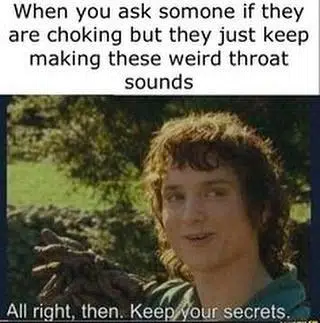 When you ask somone if they
are choking but they just keep
making these weird throat
sounds
All right, then. Keep your secrets.